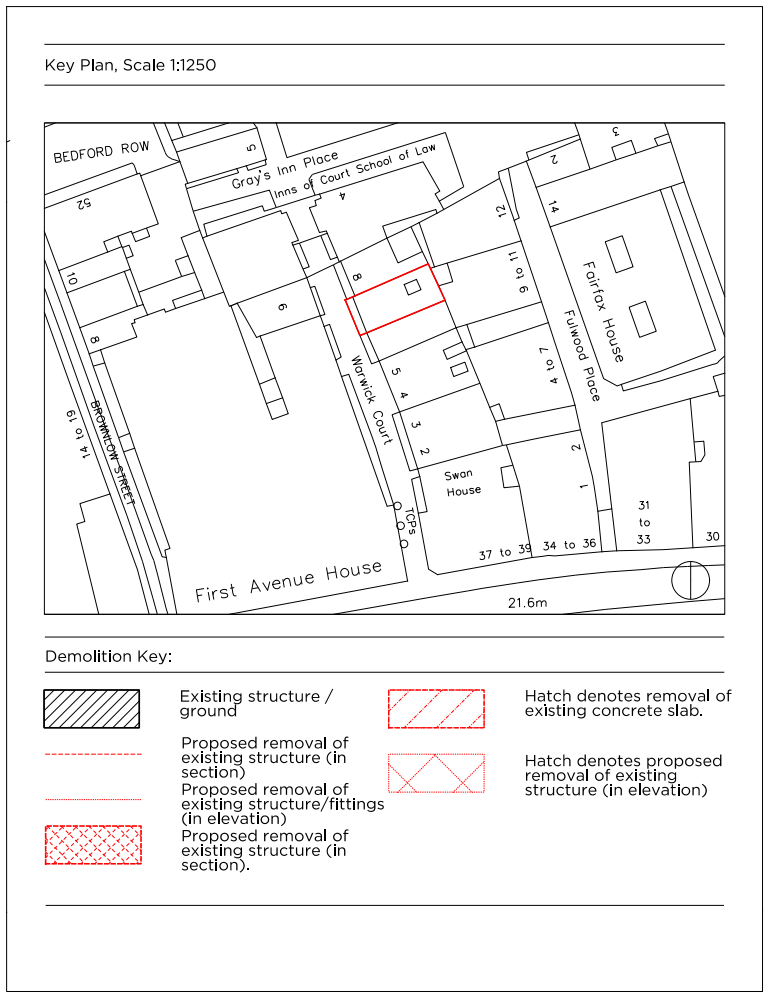 Key Plan, Scale 1:1250
BEDFORD ROW
5
Gray's Inn Place
Inns of Court School of Law
4
3
2
52
12
14
10
8
9 to 11
Fairfax House
6
8
Fulwood Place
Warwick Court
5
4
4 to 7
14 to 19
BROWNLOW STREET
3
2
2
Swan
House
1
TCPs
31
to
33
30
37 to 39
34 to 36
First Avenue House
21.6m
Demolition Key:
Existing structure /
ground
Proposed removal of
existing structure (in
section)
Proposed removal of
existing structure/fittings
(in elevation)
Proposed removal of
existing structure (in
section).
Hatch denotes removal of
existing concrete slab.
Hatch denotes proposed
removal of existing
structure (in elevation)